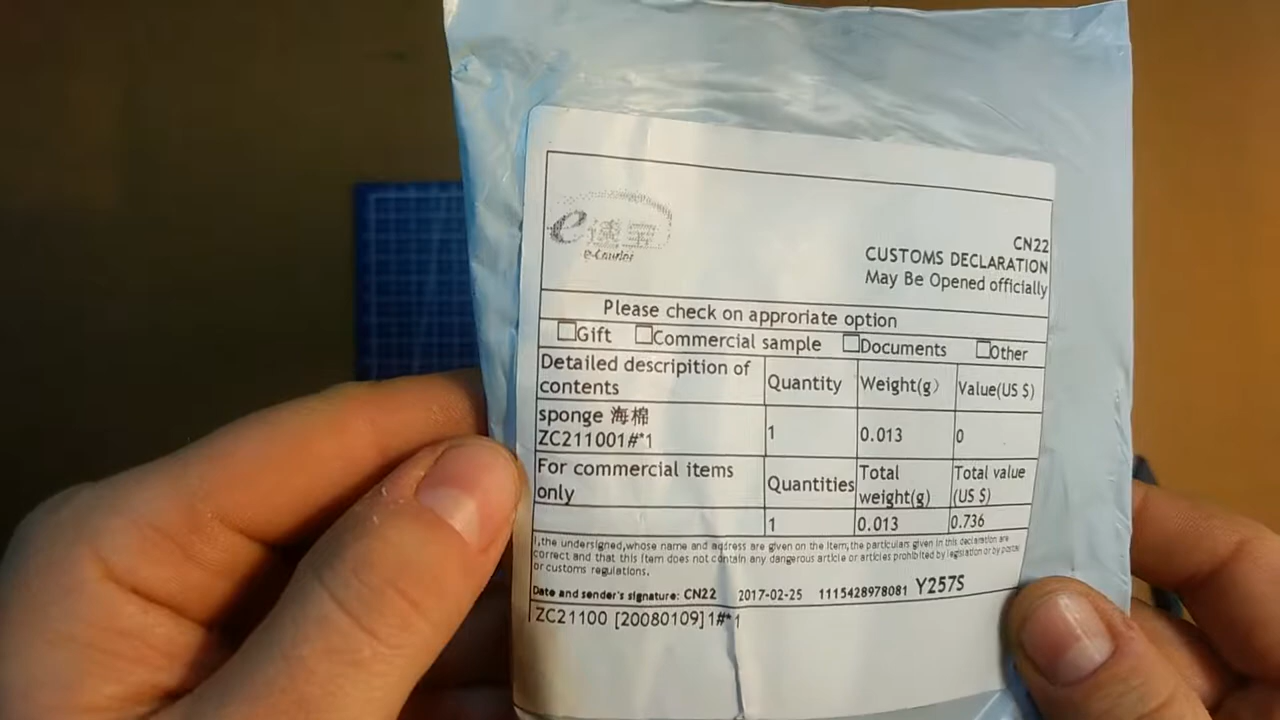 e速宝
e-Courier
CN22
CUSTOMS DECLARATION
May Be Opened officially
Please check on approriate option
Gift Commercial sample Documents Other
Detailed descripition of contents Quantity Weight(g) Value(US $)
sponge 海棉
ZC211001#*1 1 0.013 0
For commercial items only Quantities Total weight(g) Total value (US $)
1 0.013 0.736
I,the undersigned,whose name and address are given on the item,the particulars given in this declaration are
correct and that this item does not contain any dangerous article or articles prohibited by legislation or by postal
or customs regulations.
Date and sender's signature: CN22 2017-02-25 1115428978081 Y257S
ZC21100 [20080109]1#*1